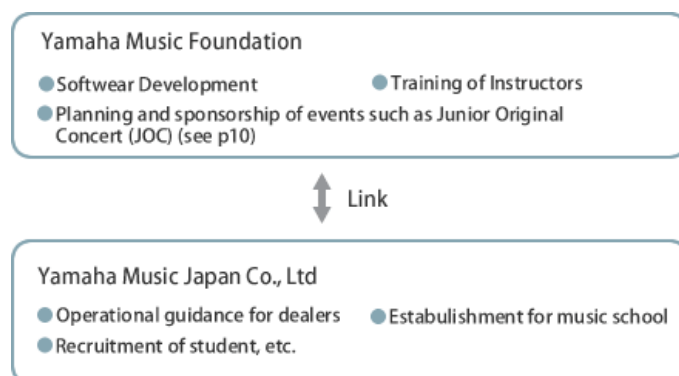 Yamaha Music Foundation
Softwear Development
Training of Instructors
Planning and sponsorship of events such as Junior Original
Concert (JOC) (see p10)
Link
Yamaha Music Japan Co., Ltd
Operational guidance for dealers
Estabulishment for music school
Recruitment of student, etc.